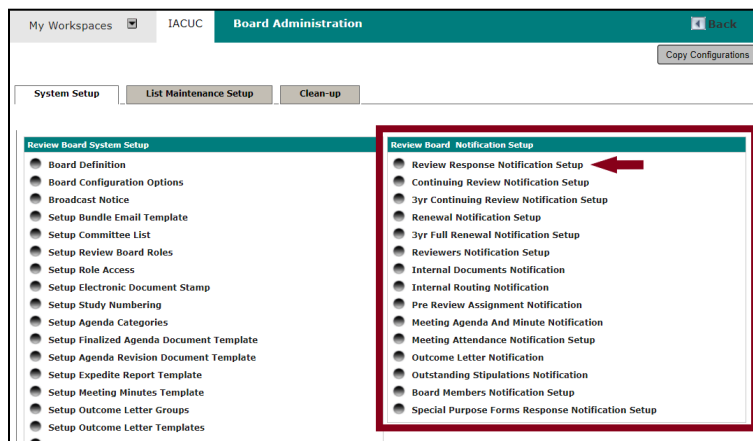 My Workspaces IACUC Board Administration Back
Copy Configurations
System Setup List Maintenance Setup Clean-up
Review Board System Setup
Board Definition
Board Configuration Options
Broadcast Notice
Setup Bundle Email Template
Setup Committee List
Setup Review Board Roles
Setup Role Access
Setup Electronic Document Stamp
Setup Study Numbering
Setup Agenda Categories
Setup Finalized Agenda Document Template
Setup Agenda Revision Document Template
Setup Expedite Report Template
Setup Meeting Minutes Template
Setup Outcome Letter Groups
Setup Outcome Letter Templates
Review Board Notification Setup
Review Response Notification Setup
Continuing Review Notification Setup
3yr Continuing Review Notification Setup
Renewal Notification Setup
3yr Full Renewal Notification Setup
Reviewers Notification Setup
Internal Documents Notification
Internal Routing Notification
Pre Review Assignment Notification
Meeting Agenda And Minute Notification
Meeting Attendance Notification Setup
Outcome Letter Notification
Outstanding Stipulations Notification
Board Members Notification Setup
Special Purpose Forms Response Notification Setup